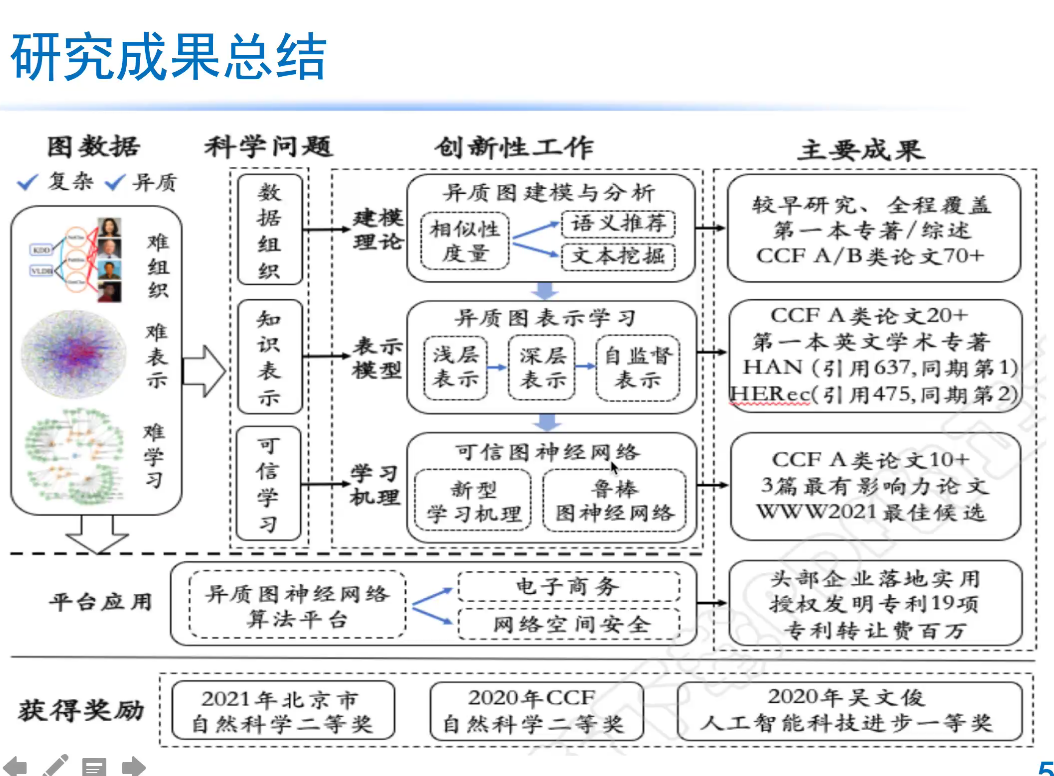 研究成果总结
图数据
科学问题
创新性工作
主要成果
复杂 异质
KDD
VLDB
难组织
难表示
难学习
数据组织
知识表示
可信学习
建模
理论
异质图建模与分析
相似性
度量
语义推荐
文本挖掘
较早研究、全程覆盖
第一本专著/综述
CCF A/B类论文70+
表示
模型
异质图表示学习
浅层
表示
深层
表示
自监督
表示
CCF A类论文20+
第一本英文学术专著
HAN (引用637,同期第1)
HERec(引用475,同期第2)
学习
机理
可信图神经网络
新型
学习机理
鲁棒
图神经网络
CCF A类论文10+
3篇最有影响力论文
WWW2021最佳候选
平台应用
异质图神经网络
算法平台
电子商务
网络空间安全
头部企业落地实用
授权发明专利19项
专利转让费百万
获得奖励
2021年北京市
自然科学二等奖
2020年CCF
自然科学二等奖
2020年吴文俊
人工智能科技进步一等奖
5